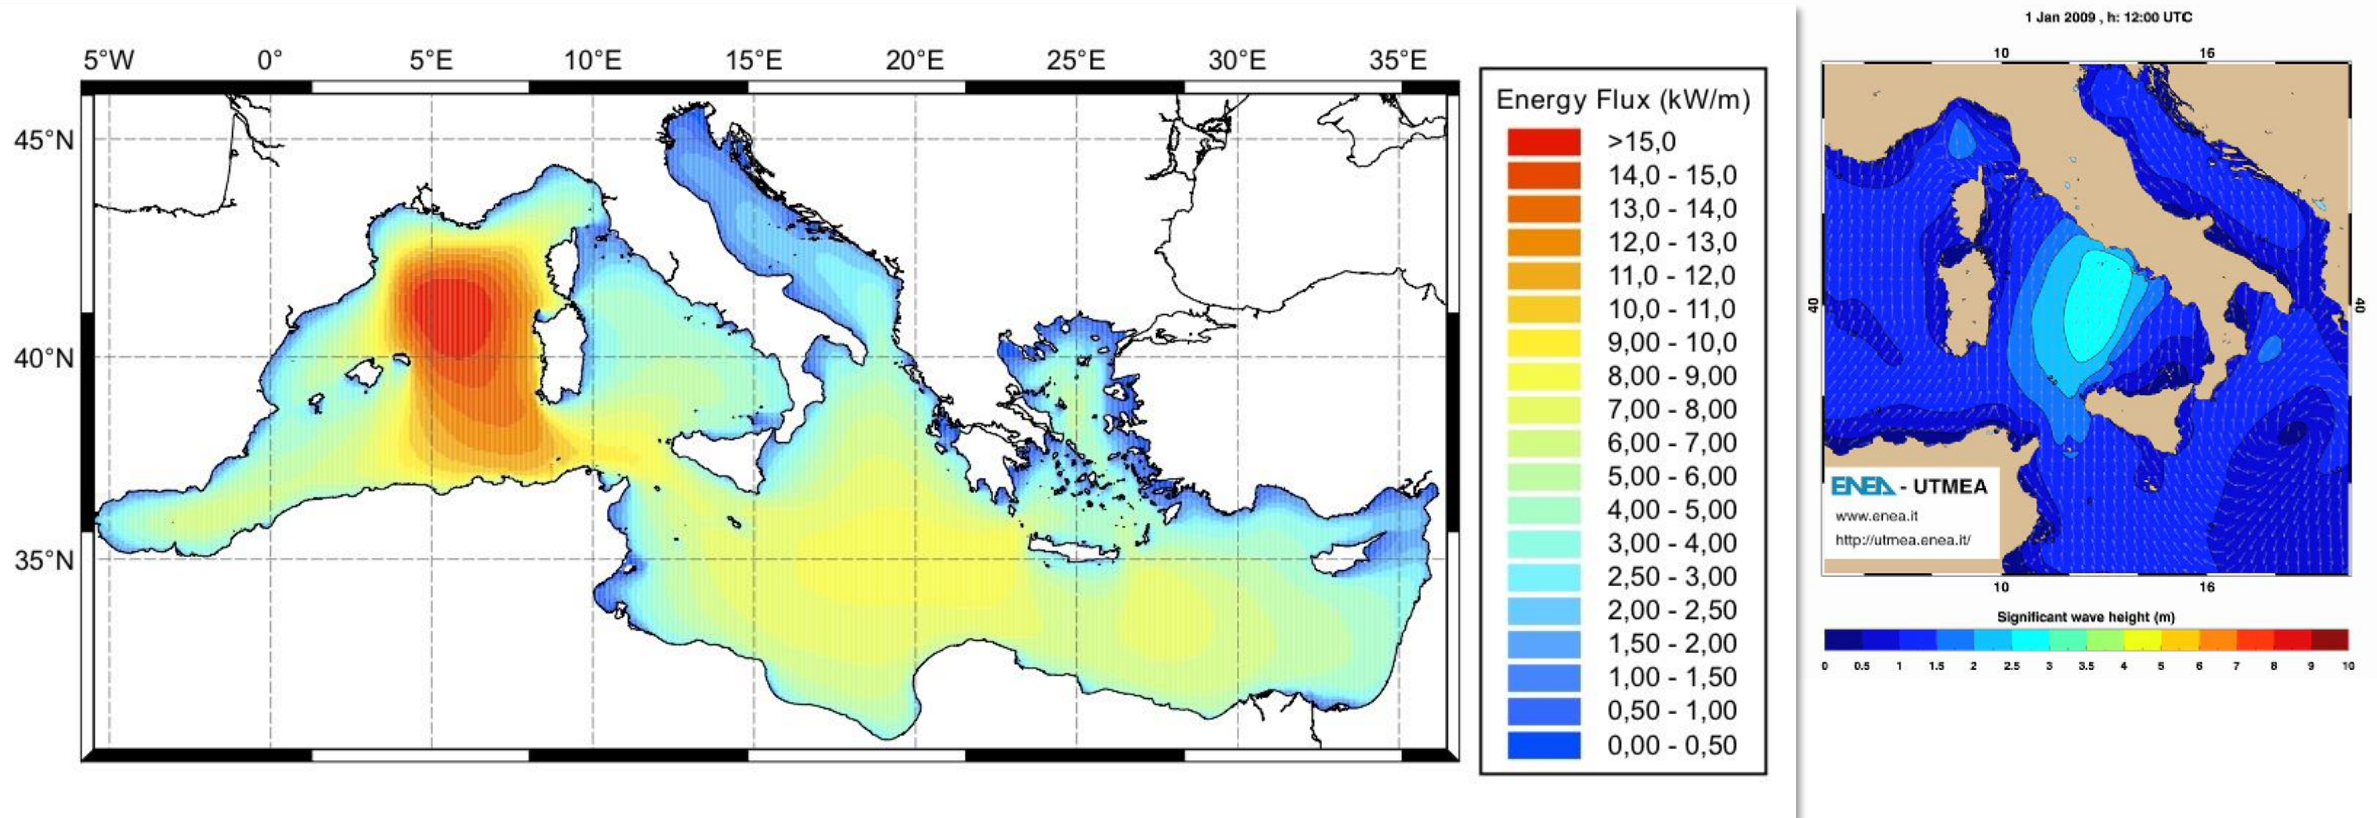 5°W 0° 5°E 10°E 15°E 20°E 25°E 30°E 35°E
45°N
40°N
35°N
Energy Flux (kW/m)
>15,0
14,0 - 15,0
13,0 - 14,0
12,0 - 13,0
11,0 - 12,0
10,0 - 11,0
9,00 - 10,0
8,00 - 9,00
7,00 - 8,00
6,00 - 7,00
5,00 - 6,00
4,00 - 5,00
3,00 - 4,00
2,50 - 3,00
2,00 - 2,50
1,50 - 2,00
1,00 - 1,50
0,50 - 1,00
0,00 - 0,50
1 Jan 2009 , h: 12:00 UTC
10 16
40 40
ENEA - UTMEA
www.enea.it
http://utmea.enea.it/
10 16
Significant wave height (m)
0 0.5 1 1.5 2 2.5 3 3.5 4 5 6 7 8 9 10